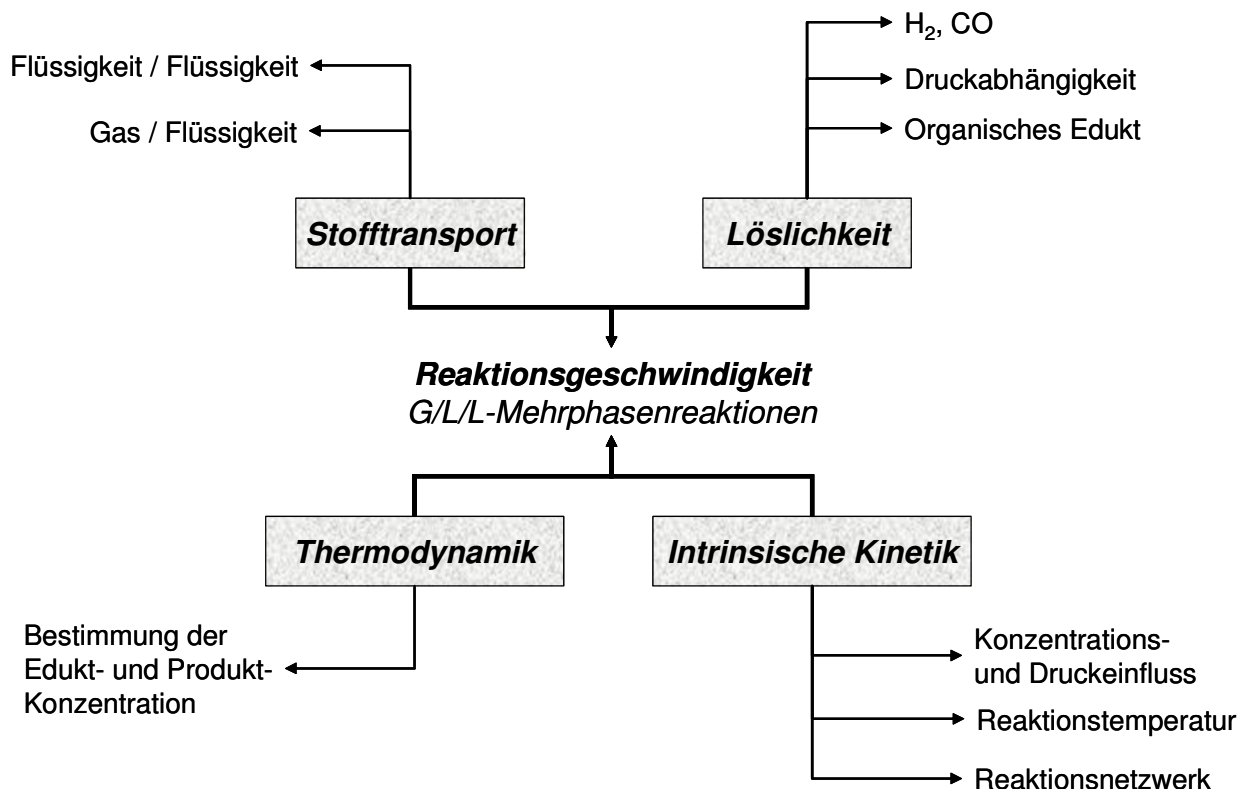 H2, CO
Flüssigkeit / Flüssigkeit
Druckabhängigkeit
Gas / Flüssigkeit
Organisches Edukt
Stofftransport
Löslichkeit
Reaktionsgeschwindigkeit
G/L/L-Mehrphasenreaktionen
Thermodynamik
Intrinsische Kinetik
Bestimmung der
Edukt- und Produkt-
Konzentration
Konzentrations-
und Druckeinfluss
Reaktionstemperatur
Reaktionsnetzwerk